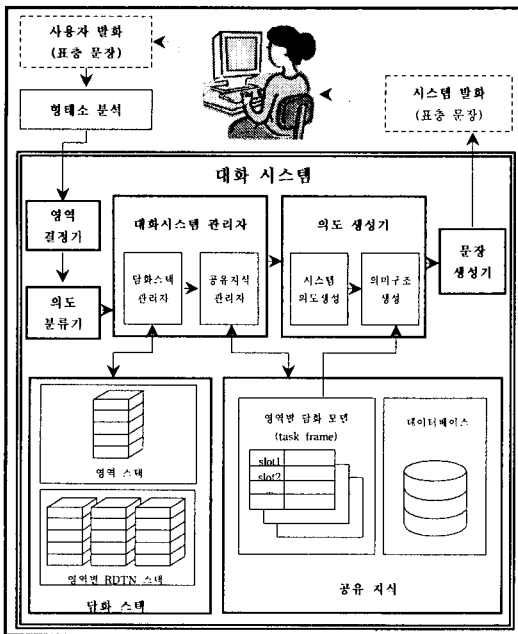 사용자 발화
(표층 문장)
형태소 분석
시스템 발화
(표층 문장)
대화 시스템
영역
결정기
의도
분류기
대화시스템 관리자
담화스택
관리자
공유지식
관리자
의도 생성기
시스템
의도생성
의미구조
생성
문장
생성기
영역 스택
영역별 RDTN 스택
담화 스택
영역별 담화 모델
(task frame)
slot1
slot2
...
데이터베이스
공유 지식